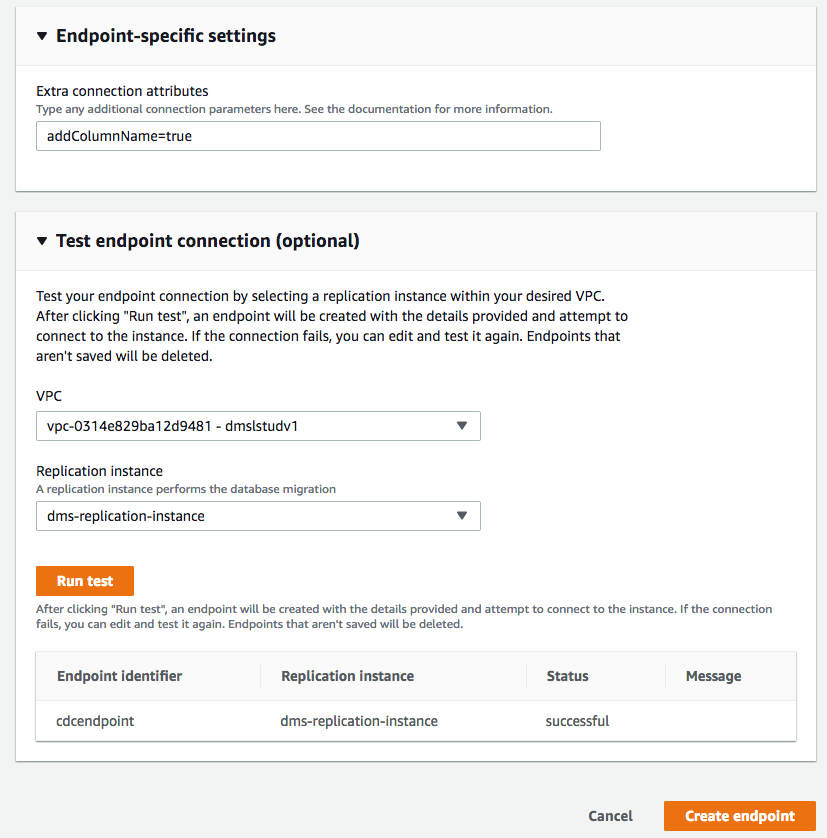 Endpoint-specific settings
Extra connection attributes
Type any additional connection parameters here. See the documentation for more information.
addColumnName=true
Test endpoint connection (optional)
Test your endpoint connection by selecting a replication instance within your desired VPC.
After clicking "Run test", an endpoint will be created with the details provided and attempt to
connect to the instance. If the connection fails, you can edit and test it again. Endpoints that
aren't saved will be deleted.
VPC
vpc-0314e829ba12d9481 - dmslstudv1
Replication instance
A replication instance performs the database migration
dms-replication-instance
Run test
After clicking "Run test", an endpoint will be created with the details provided and attempt to connect to the instance. If the connection
fails, you can edit and test it again. Endpoints that aren't saved will be deleted.
Endpoint identifier Replication instance Status Message
cdcendpoint dms-replication-instance successful
Cancel Create endpoint